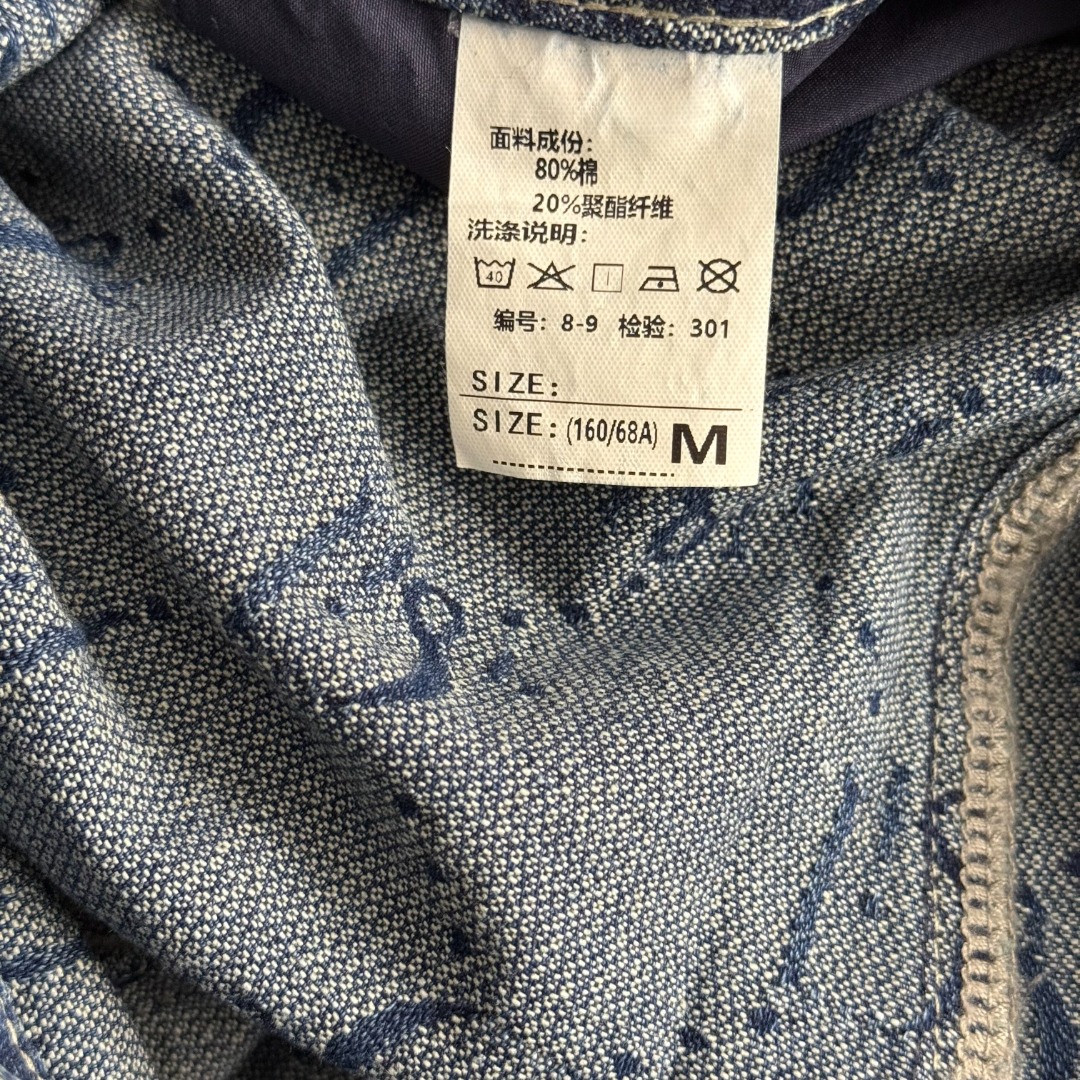 面料成份：
80%棉
20%聚酯纤维
洗涤说明：
40
编号：8-9 检验：301
SIZE:
SIZE: (160/68A) M